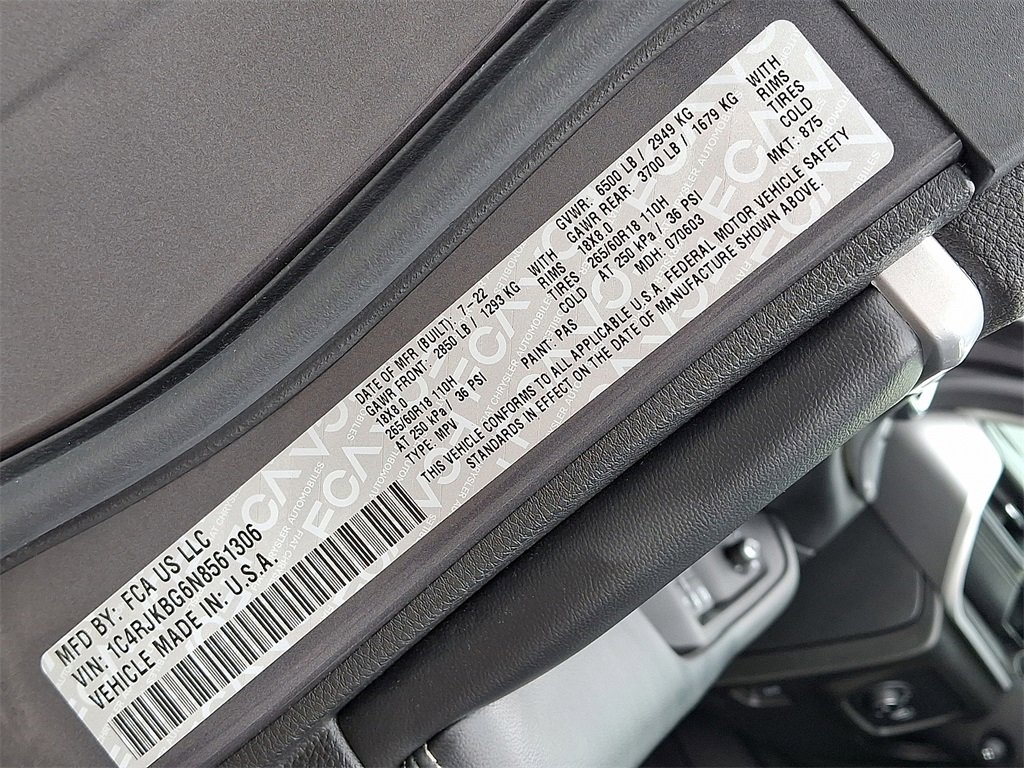 MFD BY: FCA US LLC
DATE OF MFR (BUILT): 7-22
GVWR: 6500 LB / 2949 KG
VIN: 1C4RJKBG6N8561306
GAWR FRONT: 2850 LB / 1293 KG WITH
GAWR REAR: 3700 LB / 1679 KG WITH
VEHICLE MADE IN: U.S.A.
18X8.0 RIMS
18X8.0 RIMS
265/60R18 110H TIRES
265/60R18 110H TIRES
AT 250 kPa / 36 PSI COLD
AT 250 kPa / 36 PSI COLD
TYPE: MPV
PAINT: PAS
MDH: 070603
MKT: 875
THIS VEHICLE CONFORMS TO ALL APPLICABLE U.S.A. FEDERAL MOTOR VEHICLE SAFETY
STANDARDS IN EFFECT ON THE DATE OF MANUFACTURE SHOWN ABOVE.